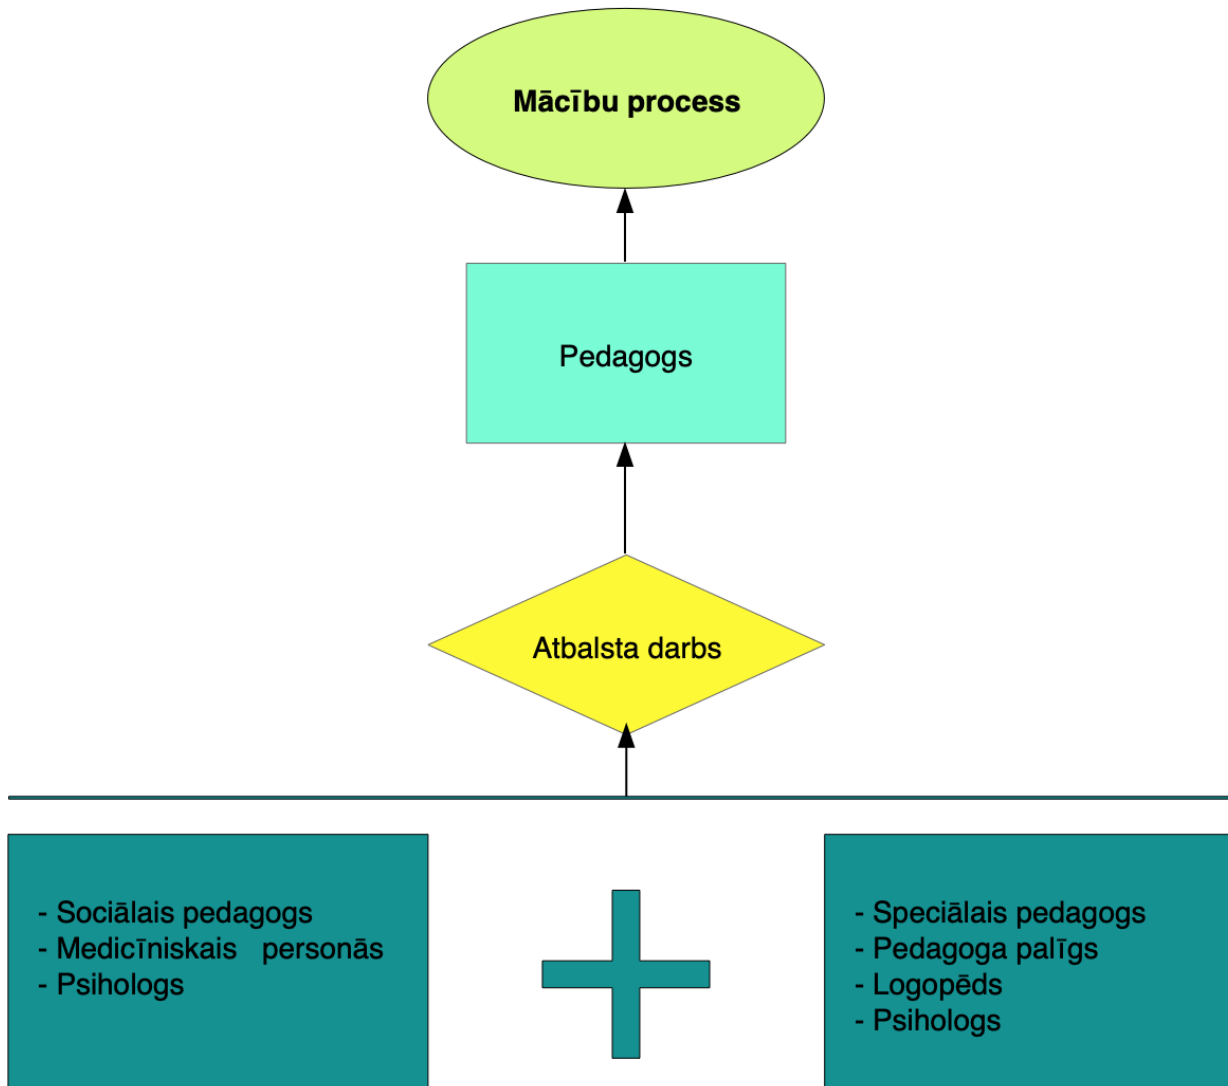 Mācību process
Pedagogs
Atbalsta darbs
- Sociālais pedagogs
- Medicīniskais personās
- Psihologs
- Speciālais pedagogs
- Pedagoga palīgs
- Logopēds
- Psihologs